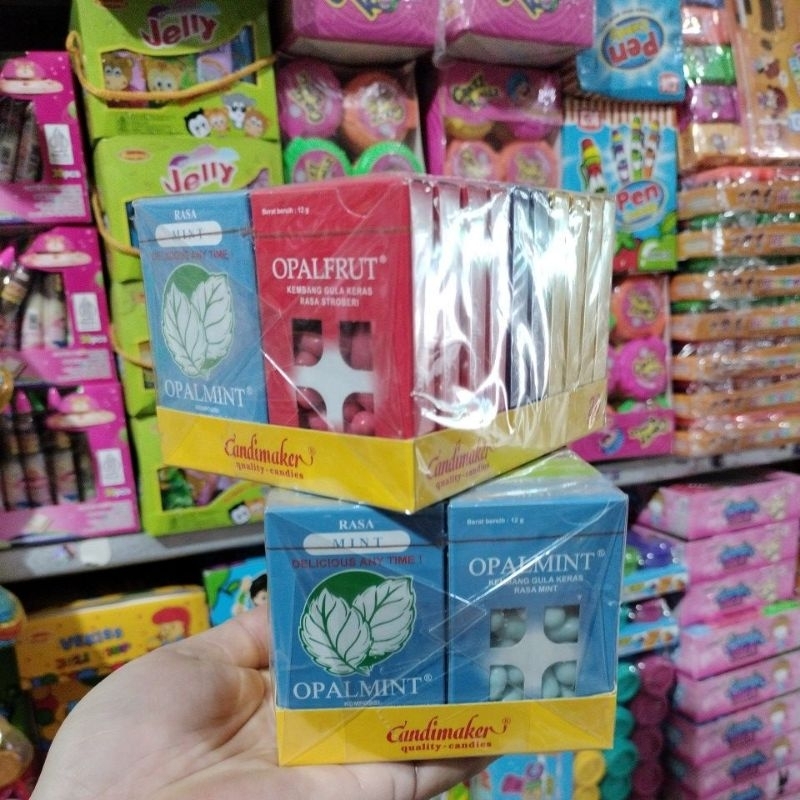 Jelly
Jelly
Pen
Pen
RASA
MINT
DELICIOUS ANY TIME
OPALMINT®
Berat bersih : 12 g
OPALFRUT®
KEMBANG GULA KERAS
RASA STROBERI
Candimaker®
quality-candies
Candimaker
quality-candies
RASA
MINT
DELICIOUS ANY TIME !
OPALMINT®
Berat bersih : 12 g
OPALMINT®
KEMBANG GULA KERAS
RASA MINT
Candimaker®
quality-candies